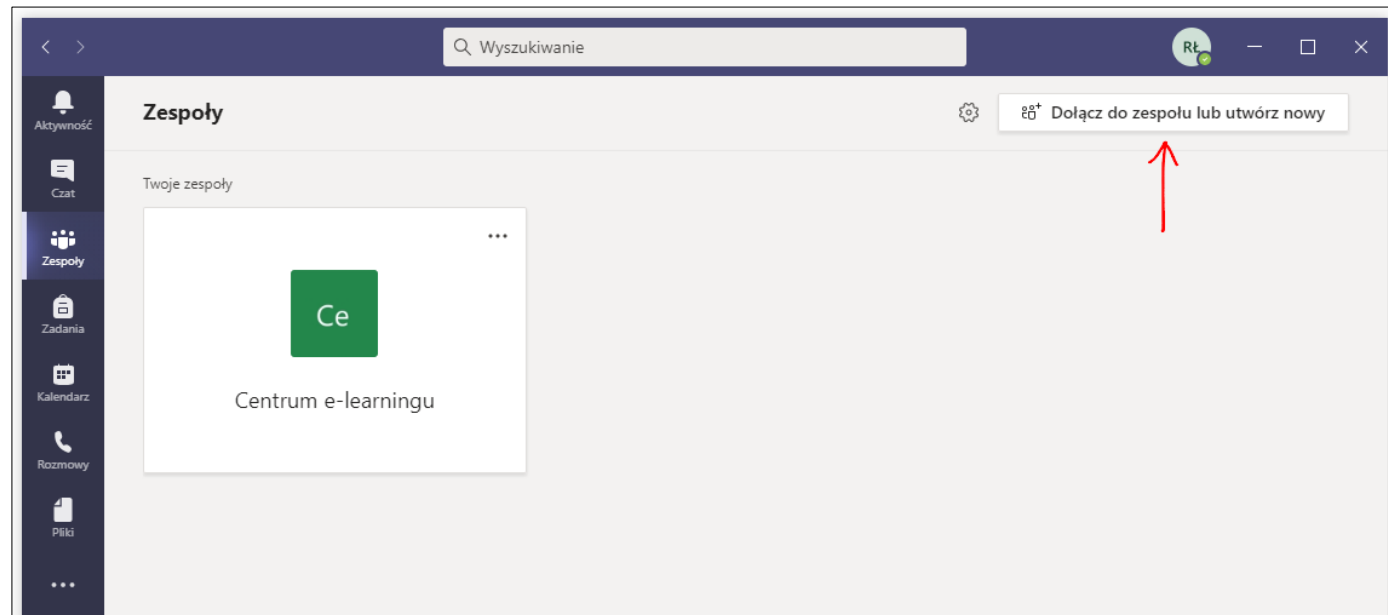 Wyszukiwanie
RŁ
Aktywność
Zespoły
Dołącz do zespołu lub utwórz nowy
Czat
Twoje zespoły
Zespoły
Zadania
Ce
Kalendarz
Centrum e-learningu
Rozmowy
Pliki